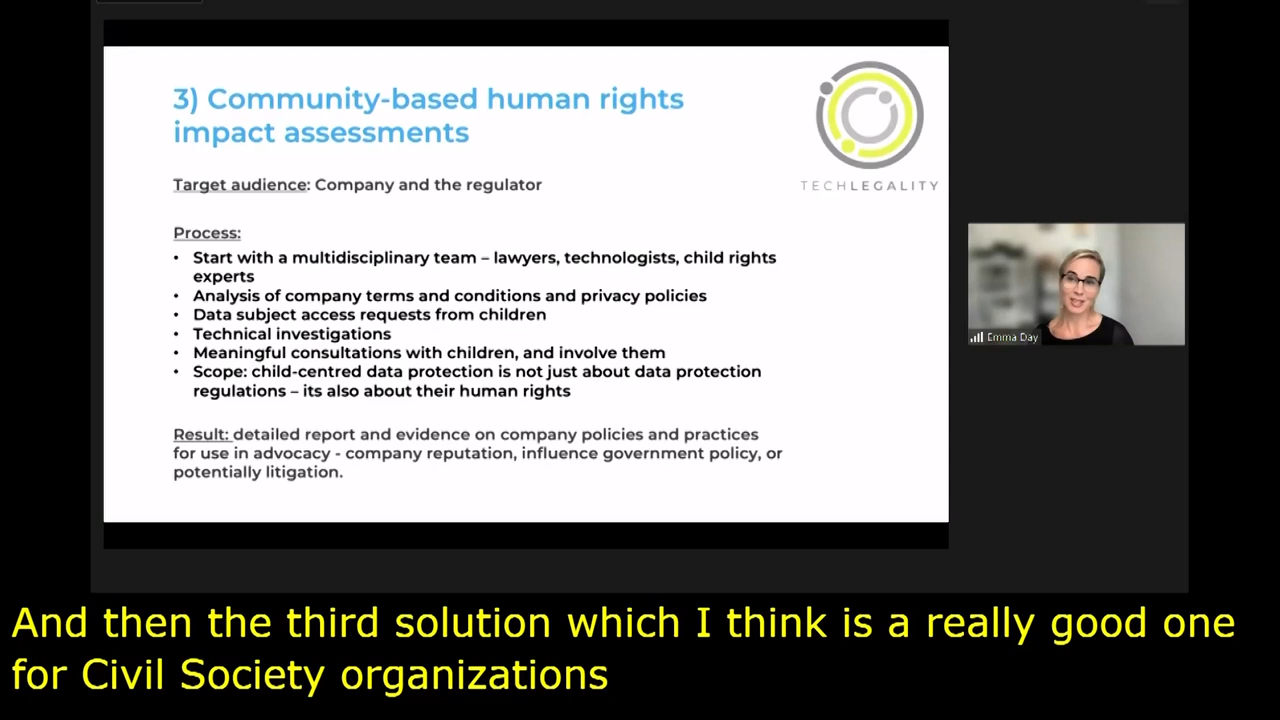 3) Community-based human rights
impact assessments
TECHLEGALITY
Target audience: Company and the regulator
Process:
• Start with a multidisciplinary team – lawyers, technologists, child rights
experts
• Analysis of company terms and conditions and privacy policies
• Data subject access requests from children
• Technical investigations
• Meaningful consultations with children, and involve them
• Scope: child-centred data protection is not just about data protection
regulations – its also about their human rights
Result: detailed report and evidence on company policies and practices
for use in advocacy - company reputation, influence government policy, or
potentially litigation.
Emma Day
And then the third solution which I think is a really good one
for Civil Society organizations